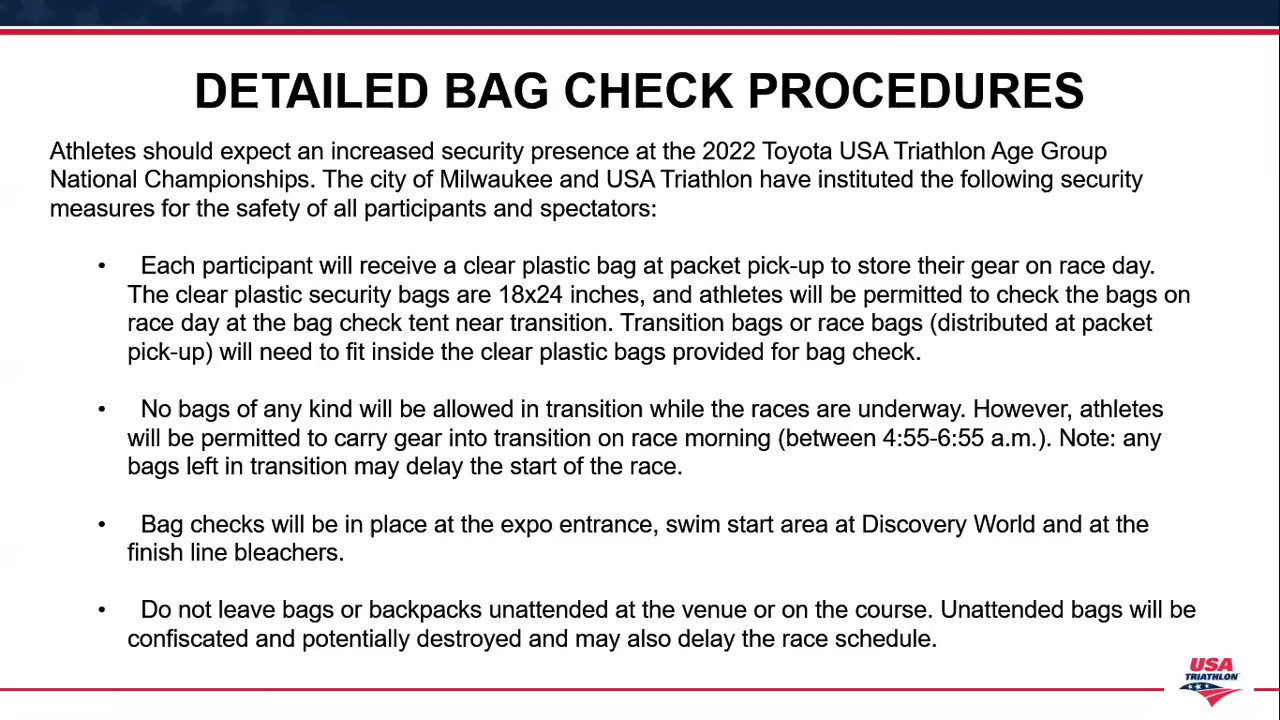 DETAILED BAG CHECK PROCEDURES
Athletes should expect an increased security presence at the 2022 Toyota USA Triathlon Age Group
National Championships. The city of Milwaukee and USA Triathlon have instituted the following security
measures for the safety of all participants and spectators:
• Each participant will receive a clear plastic bag at packet pick-up to store their gear on race day.
The clear plastic security bags are 18x24 inches, and athletes will be permitted to check the bags on
race day at the bag check tent near transition. Transition bags or race bags (distributed at packet
pick-up) will need to fit inside the clear plastic bags provided for bag check.
• No bags of any kind will be allowed in transition while the races are underway. However, athletes
will be permitted to carry gear into transition on race morning (between 4:55-6:55 a.m.). Note: any
bags left in transition may delay the start of the race.
• Bag checks will be in place at the expo entrance, swim start area at Discovery World and at the
finish line bleachers.
• Do not leave bags or backpacks unattended at the venue or on the course. Unattended bags will be
confiscated and potentially destroyed and may also delay the race schedule.
USA
TRIATHLON